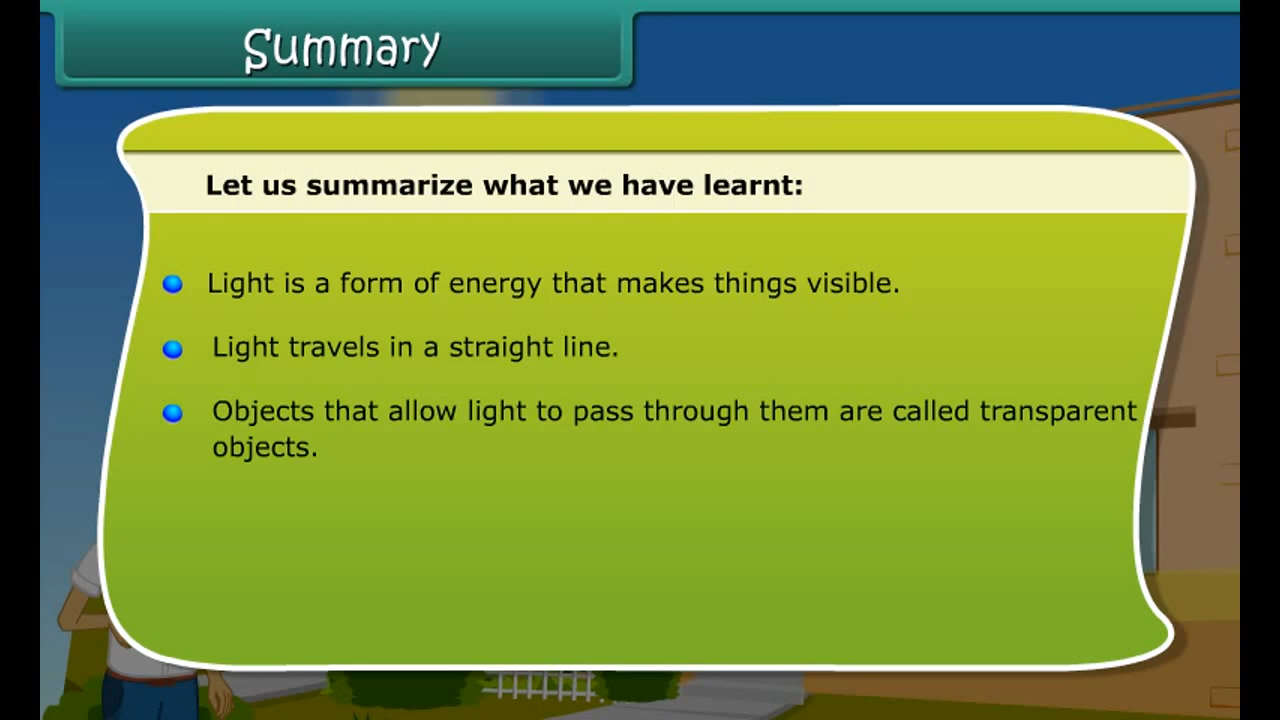 Summary
Let us summarize what we have learnt:
Light is a form of energy that makes things visible.
Light travels in a straight line.
Objects that allow light to pass through them are called transparent
objects.